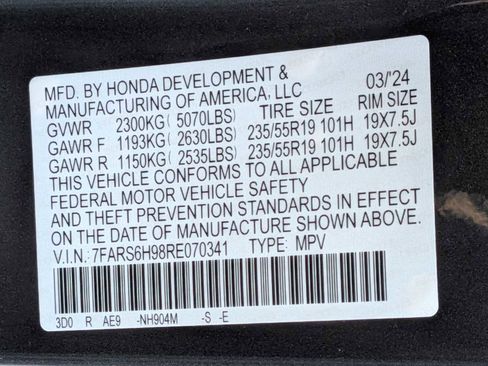 MFD. BY HONDA DEVELOPMENT & 03/'24
MANUFACTURING OF AMERICA, LLC
GVWR 2300KG( 5070LBS) TIRE SIZE RIM SIZE
GAWR F 1193KG( 2630LBS) 235/55R19 101H 19X7.5J
GAWR R 1150KG( 2535LBS) 235/55R19 101H 19X7.5J
THIS VEHICLE CONFORMS TO ALL APPLICABLE
FEDERAL MOTOR VEHICLE SAFETY
AND THEFT PREVENTION STANDARDS IN EFFECT
ON THE DATE OF MANUFACTURE SHOWN ABOVE.
V.I.N.: 7FARS6H98RE070341 TYPE: MPV
3D0 R AE9 -NH904M -S -E